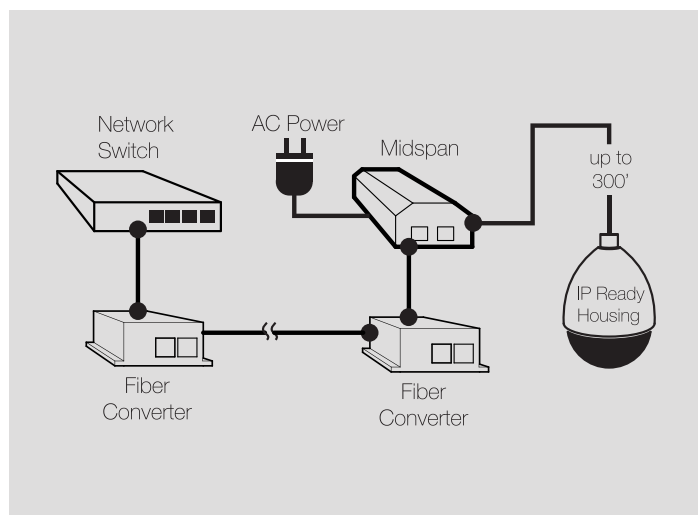 Network
Switch
AC Power
Midspan
up to
300'
IP Ready
Housing
Fiber
Converter
Fiber
Converter